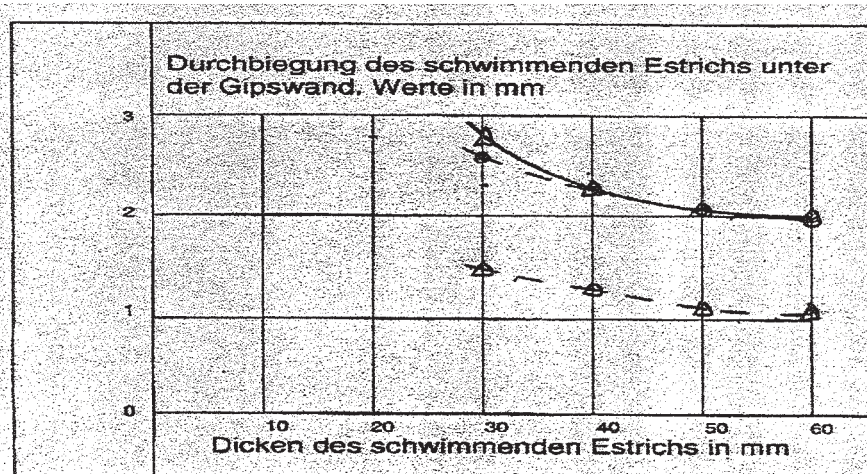 Durchbiegung des schwimmenden Estrichs unter
der Gipswand. Werte in mm
3
2
1
0
10 20 30 40 50 60
Dicken des schwimmenden Estrichs in mm